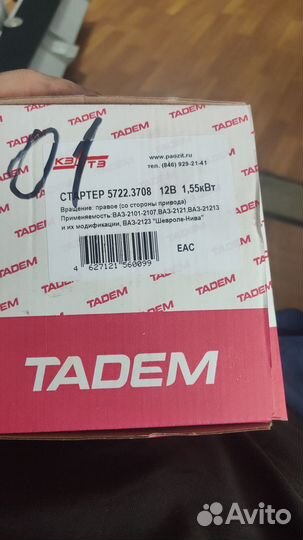 TADEM
КЗАТЭ
www.paozit.ru
тел. (846) 929-21-41
TADEM
TADEM
01
СТАРТЕР 5722.3708 12В 1,55кВт
Вращение: правое (со стороны привода)
Применяемость: ВАЗ-2101-2107,ВАЗ-2121,ВАЗ-21213
и их модификации, ВАЗ-2123 "Шевроле-Нива"
EAC
4 627121 560099
TADEM
Avito